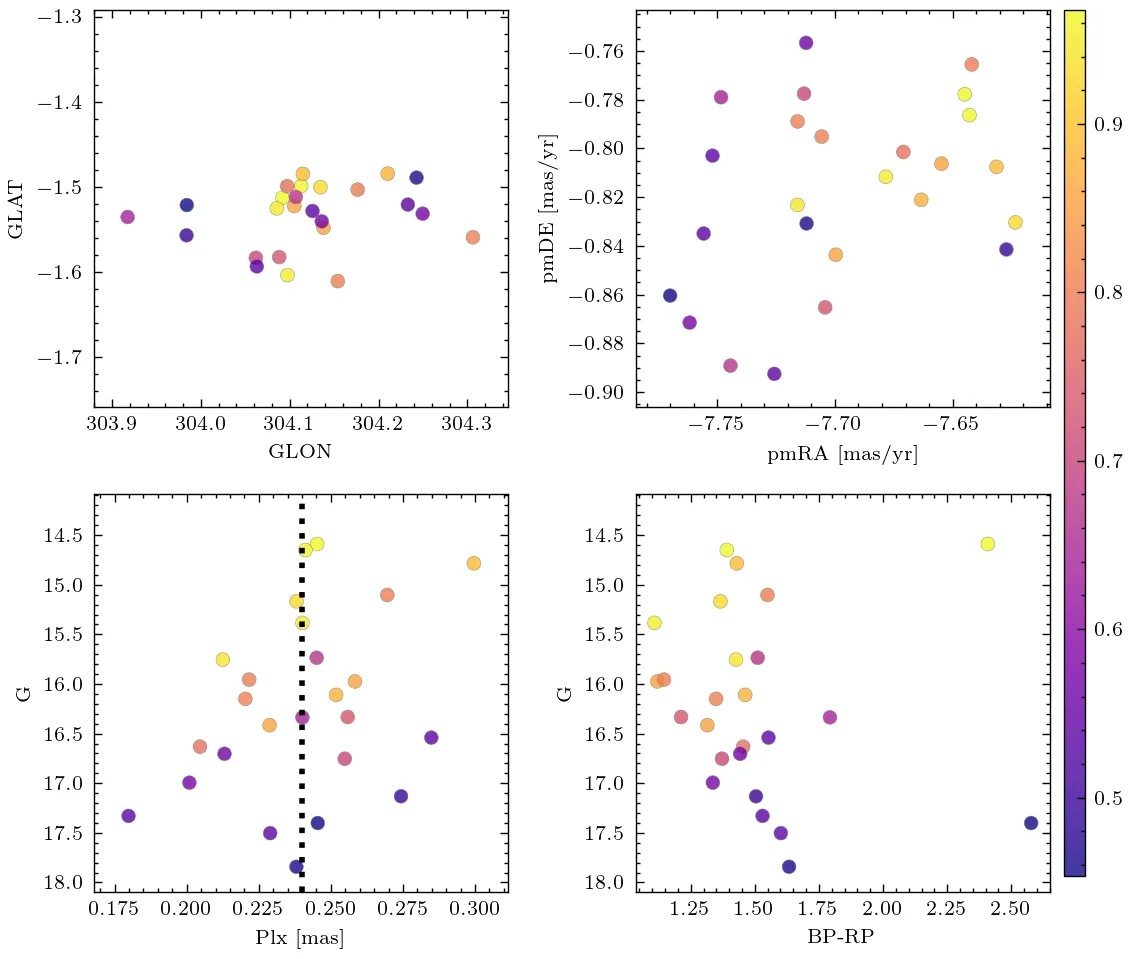 −1.3
−1.4
−1.5
−1.6
−1.7
GLAT
303.9 304.0 304.1 304.2 304.3
GLON
−0.76
−0.78
−0.80
−0.82
−0.84
−0.86
−0.88
−0.90
pmDE [mas/yr]
−7.75 −7.70 −7.65
pmRA [mas/yr]
0.9
0.8
0.7
0.6
0.5
14.5
15.0
15.5
16.0
16.5
17.0
17.5
18.0
G
0.175 0.200 0.225 0.250 0.275 0.300
Plx [mas]
14.5
15.0
15.5
16.0
16.5
17.0
17.5
18.0
G
1.25 1.50 1.75 2.00 2.25 2.50
BP-RP